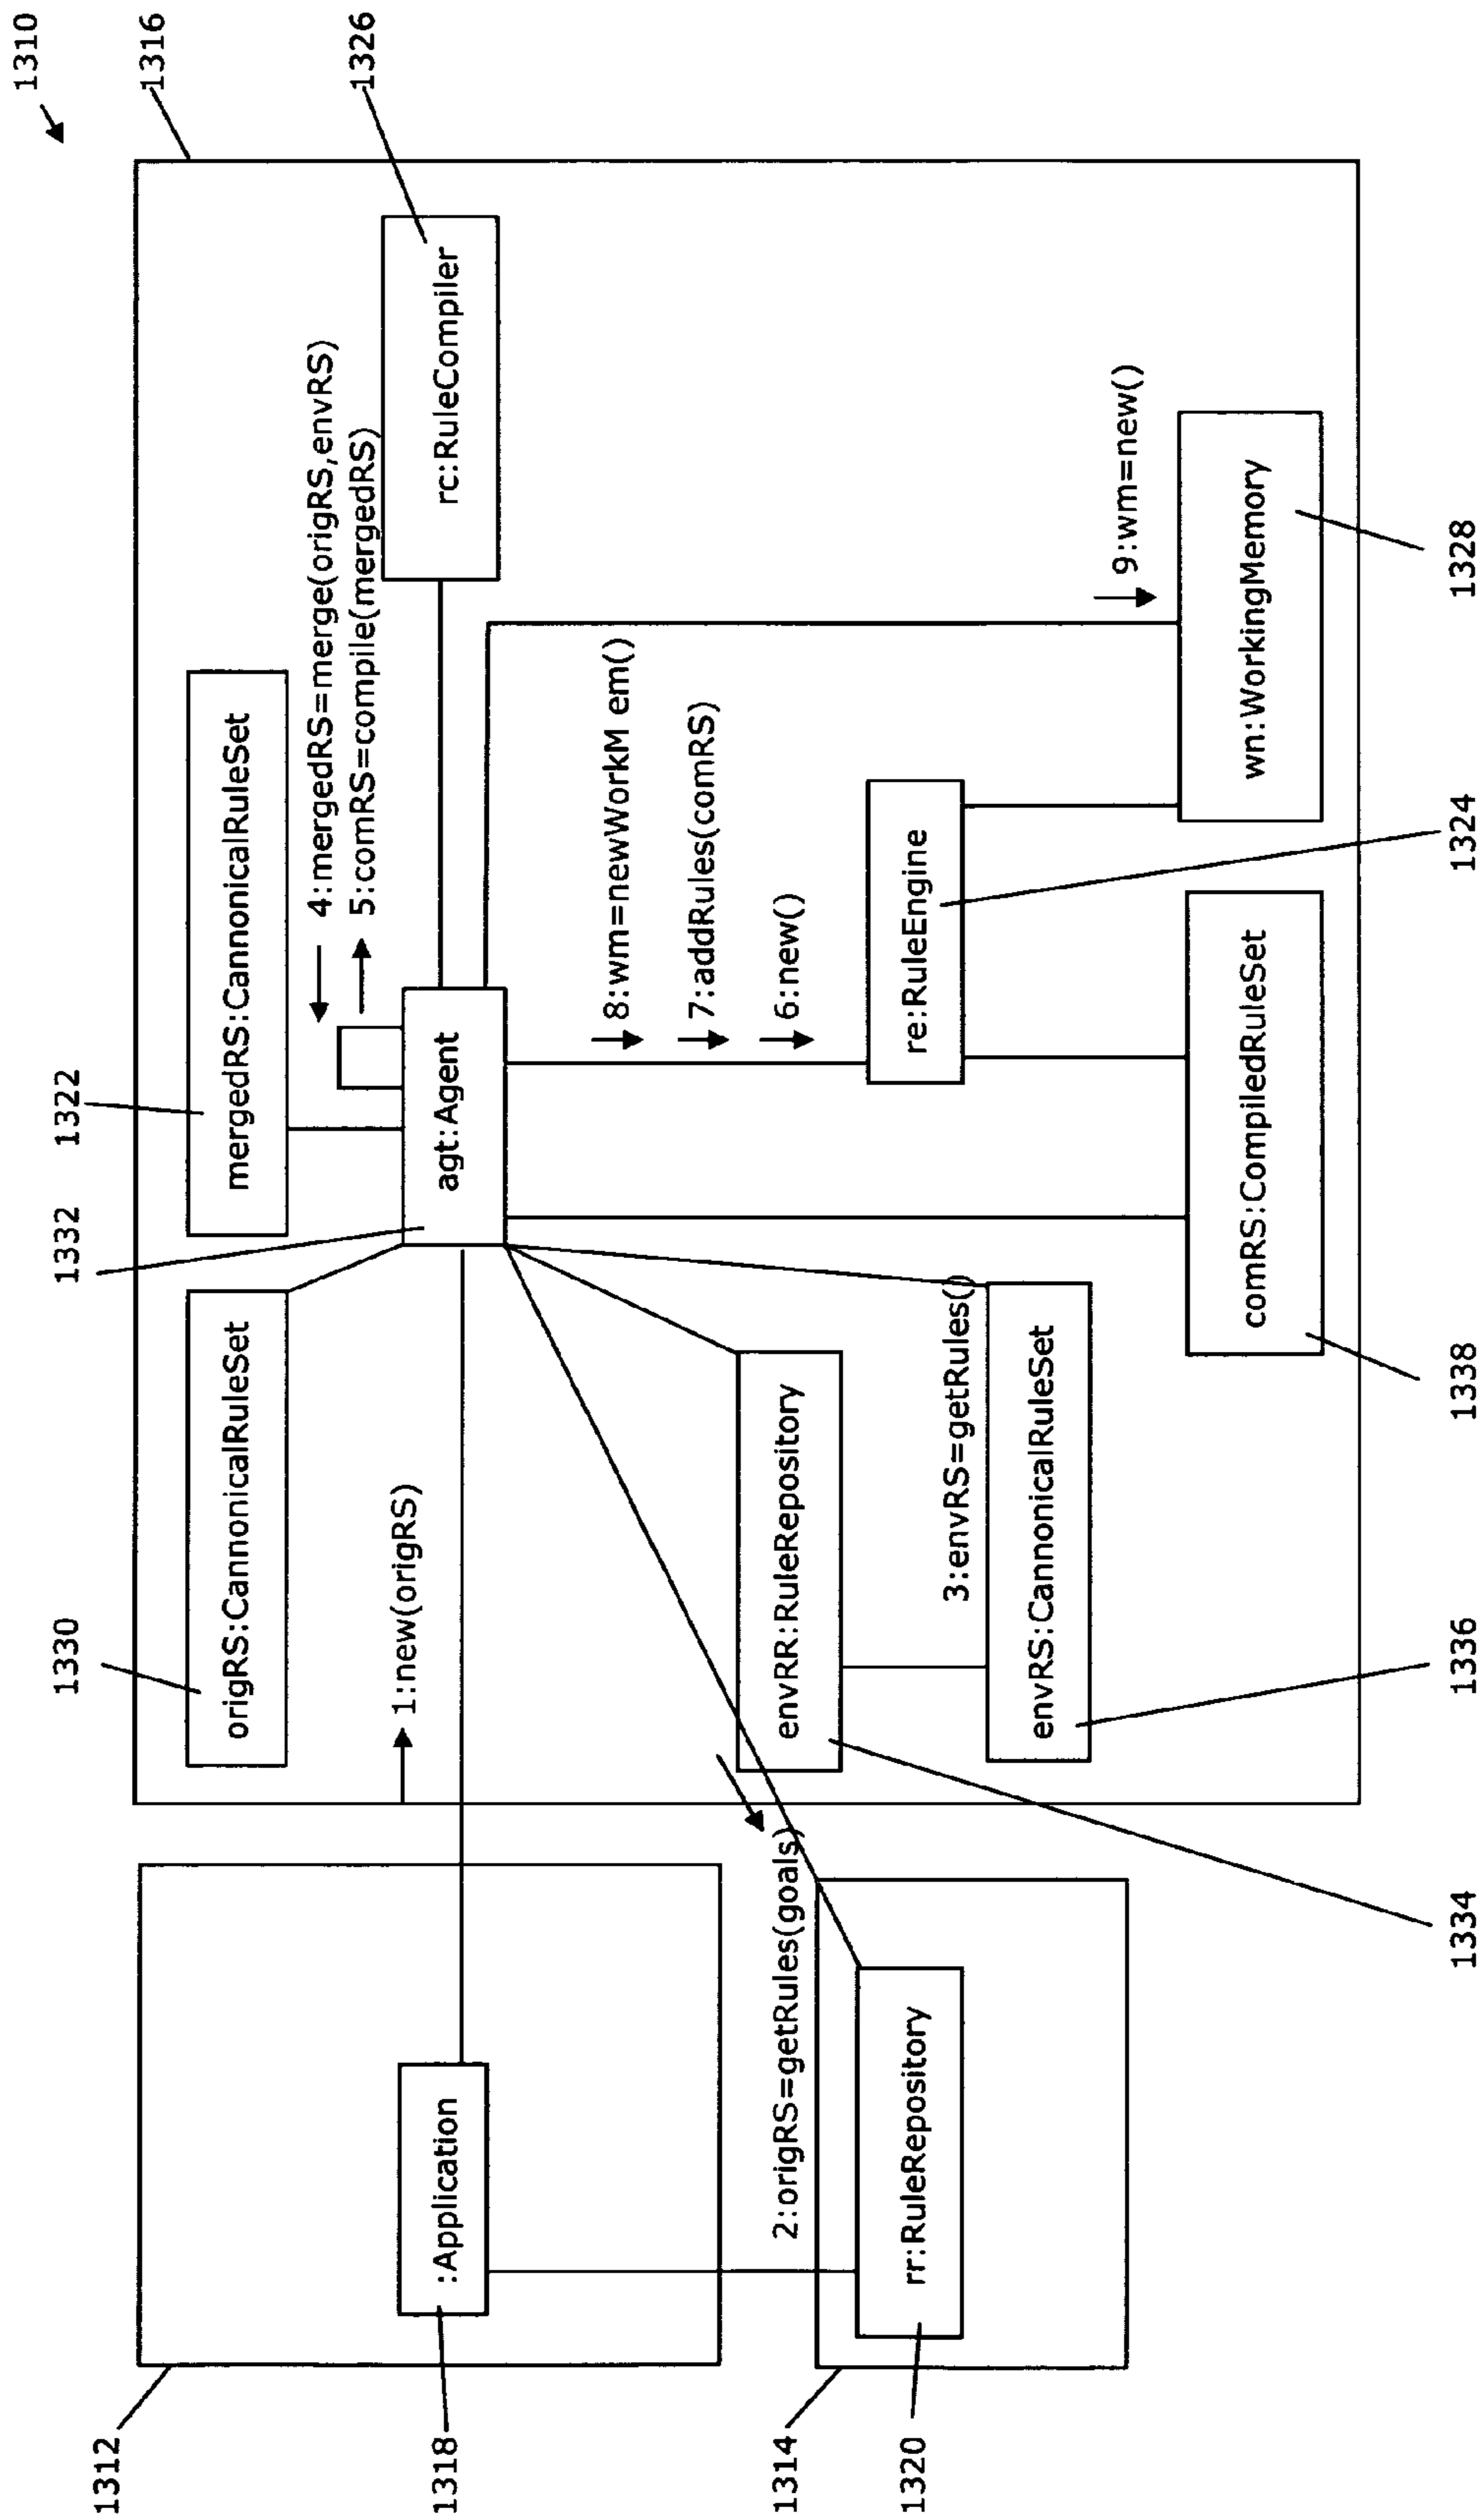 1310
1316
1326
1322
1332
1330
mergedRS:CannonicalRuleSet
origRS:CannonicalRuleSet
4:mergedRS=merge(origRS,envRS)
5:comRS=compile(mergedRS)
rc:RuleCompiler
1:new(origRS)
agt:Agent
:Application
1312
1318
8:wm=newWorkM em()
7:addRules(comRS)
6:new()
9:wm=new()
2:origRS=getRules(goals)
envRR:RuleRepository
re:RuleEngine
rr:RuleRepository
3:envRS=getRules()
envRS:CannonicalRuleSet
comRS:CompiledRuleSet
wn:WorkingMemory
1314
1320
1334
1336
1338
1324
1328